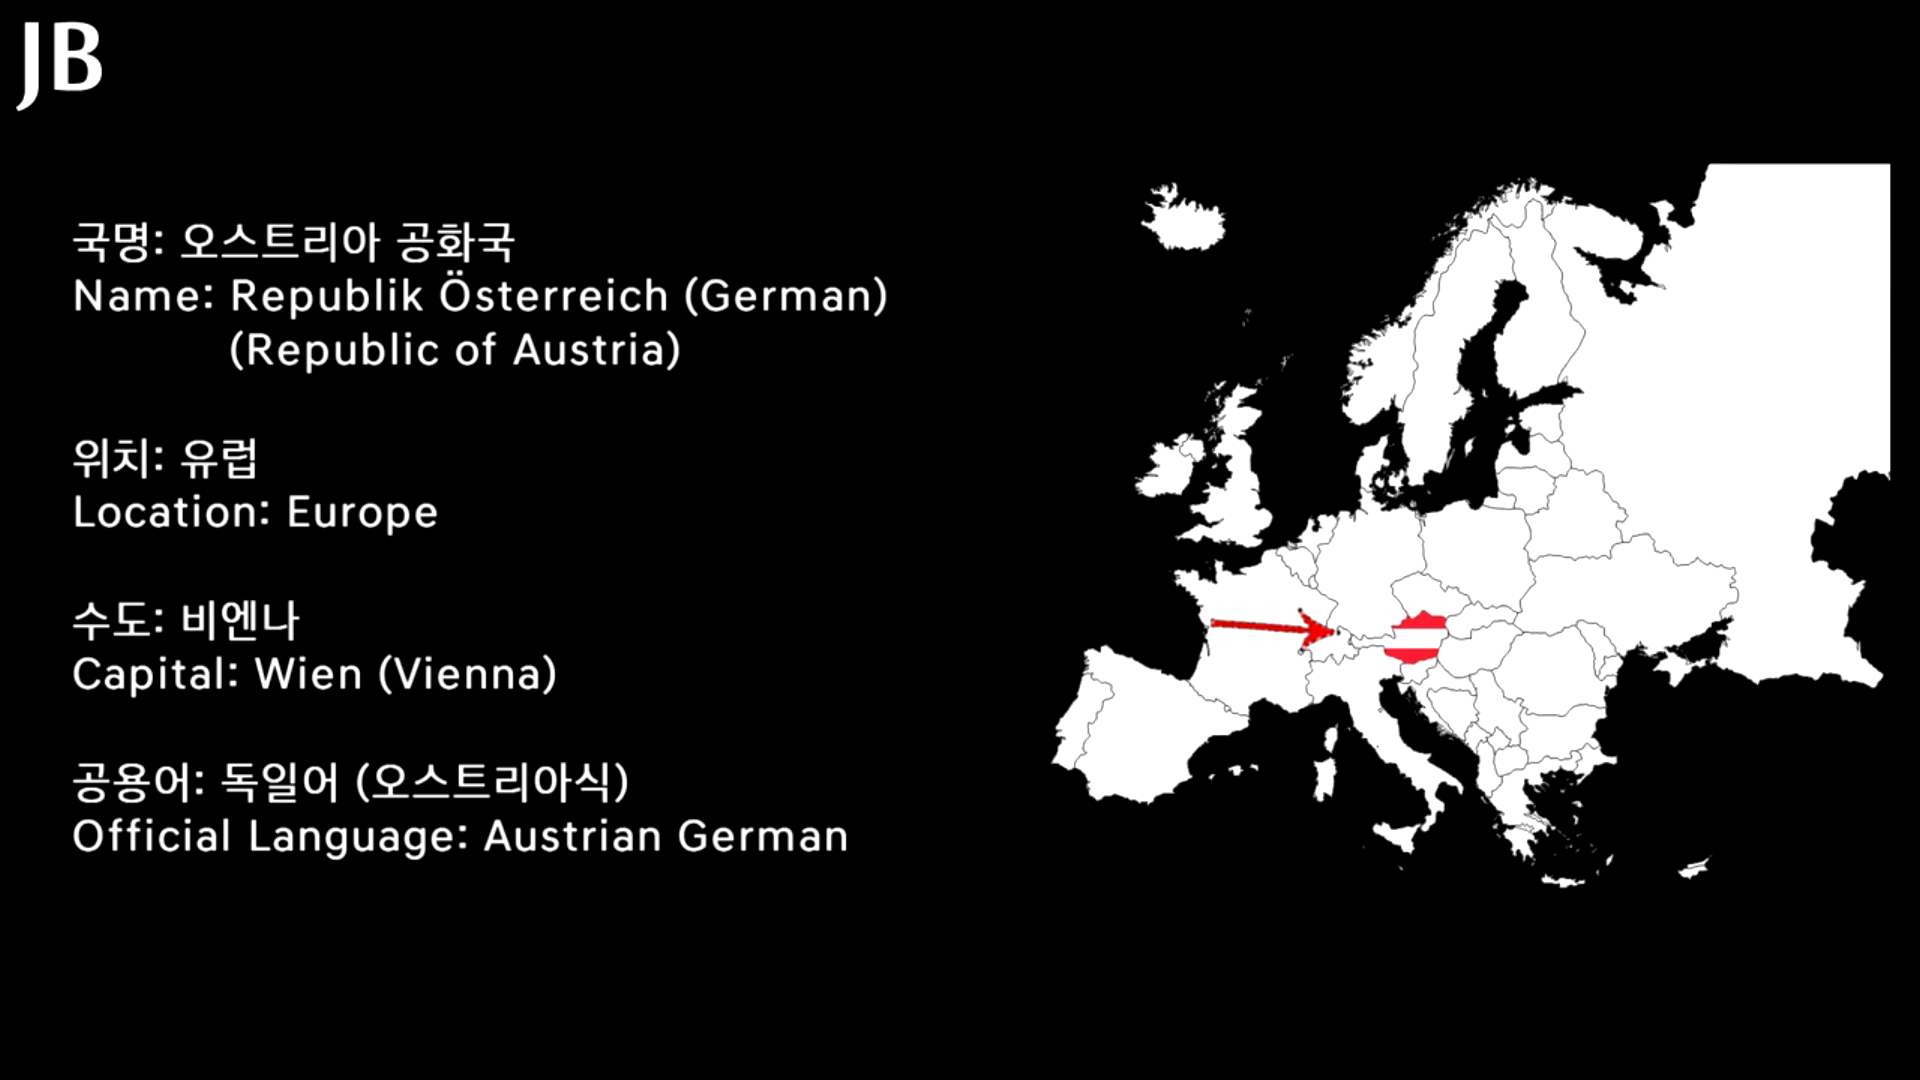 JB
국명: 오스트리아 공화국
Name: Republik Österreich (German)
(Republic of Austria)
위치: 유럽
Location: Europe
수도: 비엔나
Capital: Wien (Vienna)
공용어: 독일어 (오스트리아식)
Official Language: Austrian German